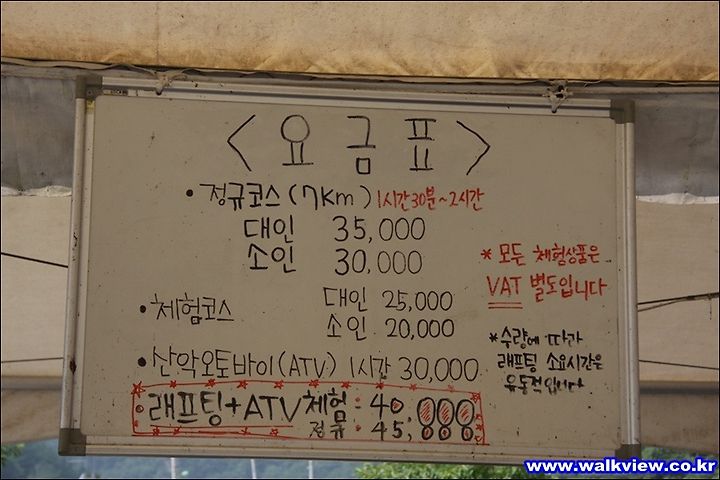 < 요 금 표 >
• 정규코스 (7Km) 1시간30분~2시간
대인 35,000
소인 30,000
* 모든 체험상품은
VAT 별도입니다
• 체험코스 대인 25,000
소인 20,000
* 수량에 따라
래프팅 소요시간은
유동적입니다
• 산악오토바이(ATV) 1시간 30,000
• 래프팅+ATV 체험 : 40,000
정규 : 45,000
www.walkview.co.kr